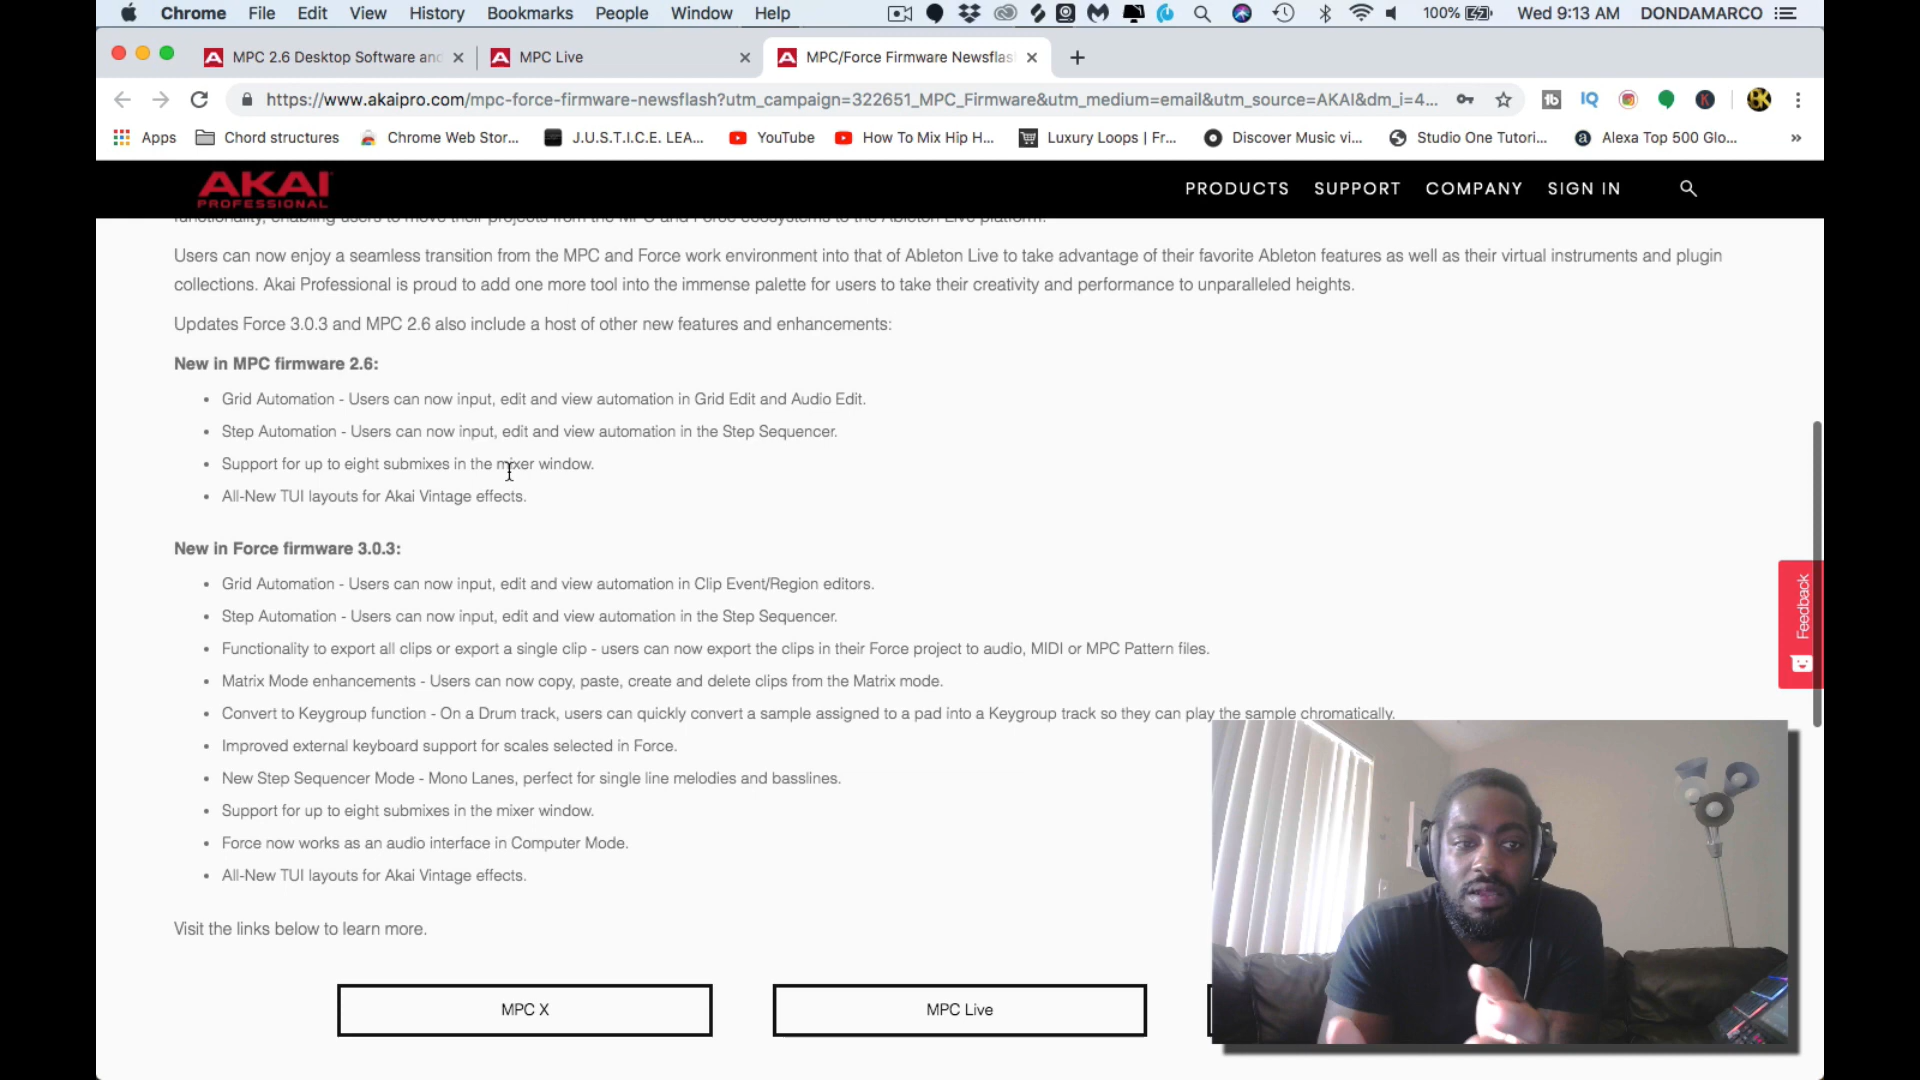 Chrome File Edit View History Bookmarks People Window Help 100% Wed 9:13 AM DONDAMARCO
MPC 2.6 Desktop Software and MPC Live MPC/Force Firmware Newsflas
https://www.akaipro.com/mpc-force-firmware-newsflash?utm_campaign=322651_MPC_Firmware&utm_medium=email&utm_source=AKAI&dm_i=4...
Apps Chord structures Chrome Web Stor... J.U.S.T.I.C.E. LEA... YouTube How To Mix Hip H... Luxury Loops | Fr... Discover Music vi... Studio One Tutori... Alexa Top 500 Glo... »
AKAI
PROFESSIONAL
PRODUCTS SUPPORT COMPANY SIGN IN
functionality, enabling users to move their projects from the MPC and Force ecosystems to the Ableton Live platform.
Users can now enjoy a seamless transition from the MPC and Force work environment into that of Ableton Live to take advantage of their favorite Ableton features as well as their virtual instruments and plugin
collections. Akai Professional is proud to add one more tool into the immense palette for users to take their creativity and performance to unparalleled heights.
Updates Force 3.0.3 and MPC 2.6 also include a host of other new features and enhancements:
New in MPC firmware 2.6:
• Grid Automation - Users can now input, edit and view automation in Grid Edit and Audio Edit.
• Step Automation - Users can now input, edit and view automation in the Step Sequencer.
• Support for up to eight submixes in the mixer window.
• All-New TUI layouts for Akai Vintage effects.
New in Force firmware 3.0.3:
• Grid Automation - Users can now input, edit and view automation in Clip Event/Region editors.
• Step Automation - Users can now input, edit and view automation in the Step Sequencer.
• Functionality to export all clips or export a single clip - users can now export the clips in their Force project to audio, MIDI or MPC Pattern files.
• Matrix Mode enhancements - Users can now copy, paste, create and delete clips from the Matrix mode.
• Convert to Keygroup function - On a Drum track, users can quickly convert a sample assigned to a pad into a Keygroup track so they can play the sample chromatically.
• Improved external keyboard support for scales selected in Force.
• New Step Sequencer Mode - Mono Lanes, perfect for single line melodies and basslines.
• Support for up to eight submixes in the mixer window.
• Force now works as an audio interface in Computer Mode.
• All-New TUI layouts for Akai Vintage effects.
Visit the links below to learn more.
MPC X
MPC Live
Feedback